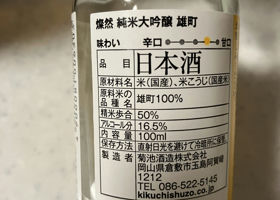 燦然 純米大吟醸 雄町
味わい 辛口 甘口
品目 日本酒
原材料名 米(国産)、米こうじ(国産米)
原料米の品種名 雄町100%
精米歩合 50%
アルコール分 16.5%
内容量 100ml
保存方法 直射日光を避けて冷暗所に保管
製造者 菊池酒造株式会社
岡山県倉敷市玉島阿賀崎
1212
TEL 086-522-5145
kikuchishuzo.co.jp